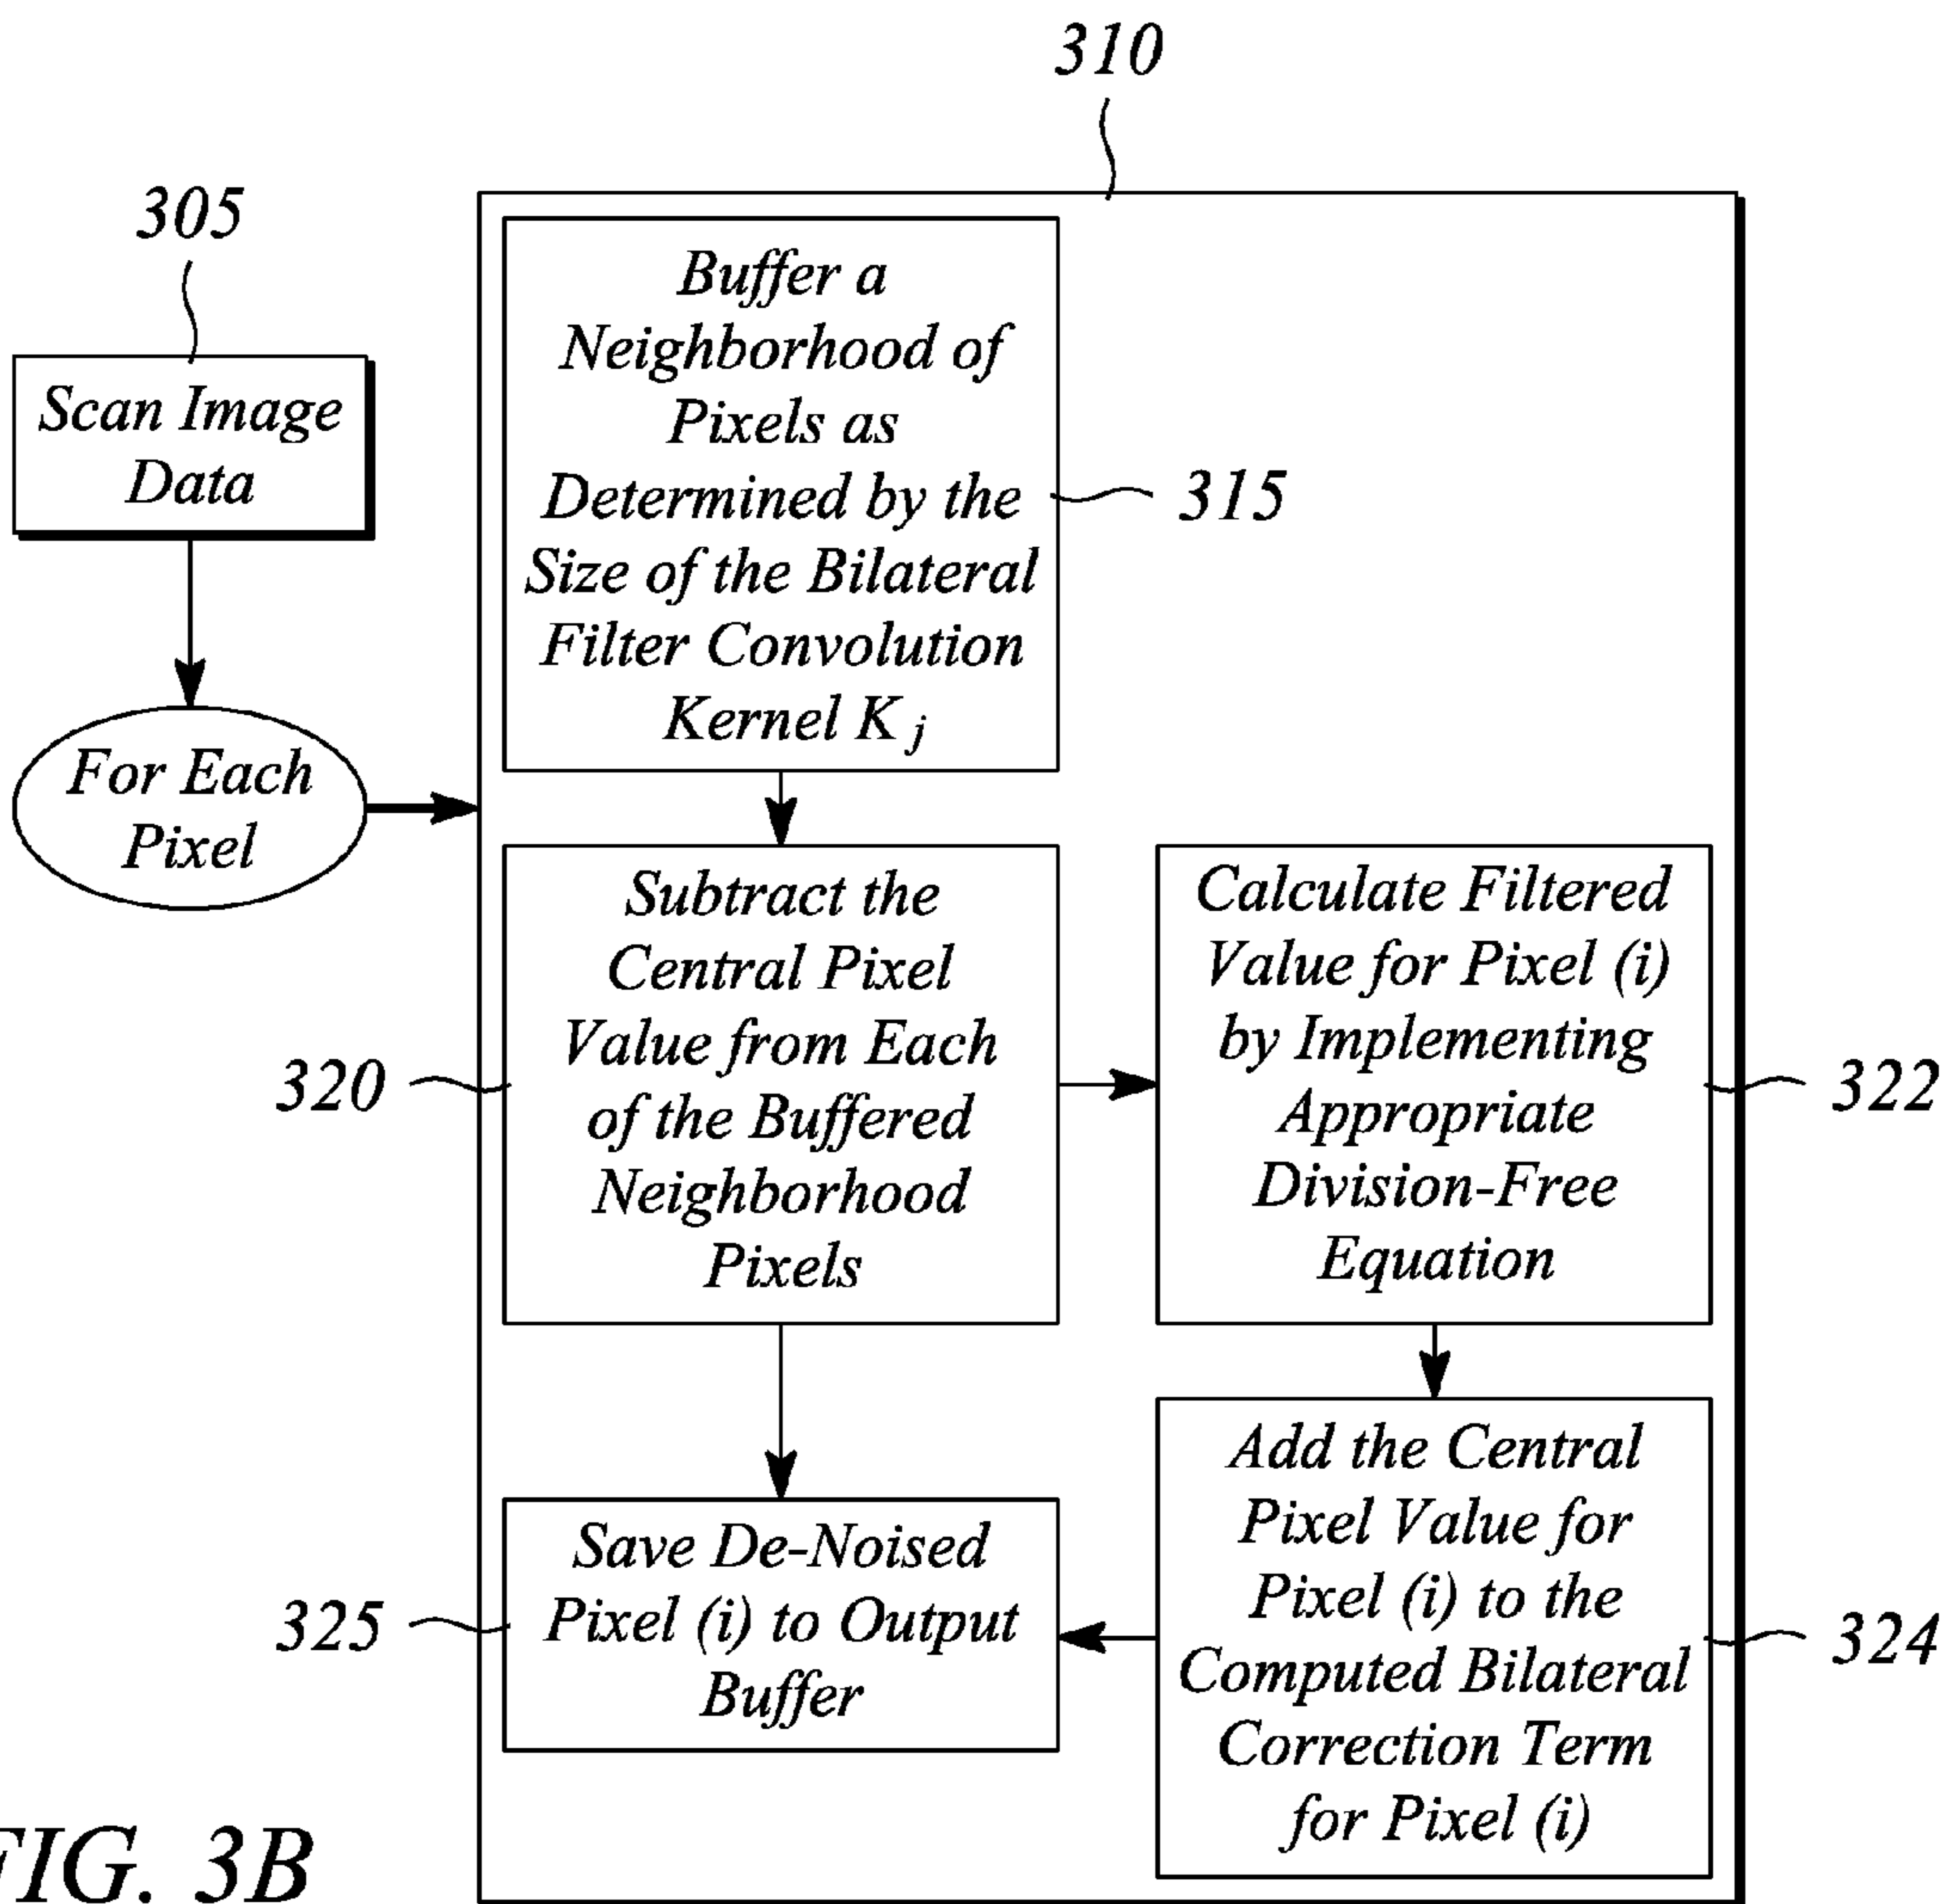 310
305
Scan Image
Data
For Each
Pixel
Buffer a
Neighborhood of
Pixels as
Determined by the
Size of the Bilateral
Filter Convolution
Kernel K j
315
Subtract the
Central Pixel
Value from Each
of the Buffered
Neighborhood
Pixels
320
Calculate Filtered
Value for Pixel (i)
by Implementing
Appropriate
Division-Free
Equation
322
Add the Central
Pixel Value for
Pixel (i) to the
Computed Bilateral
Correction Term
for Pixel (i)
324
Save De-Noised
Pixel (i) to Output
Buffer
325
FIG. 3B